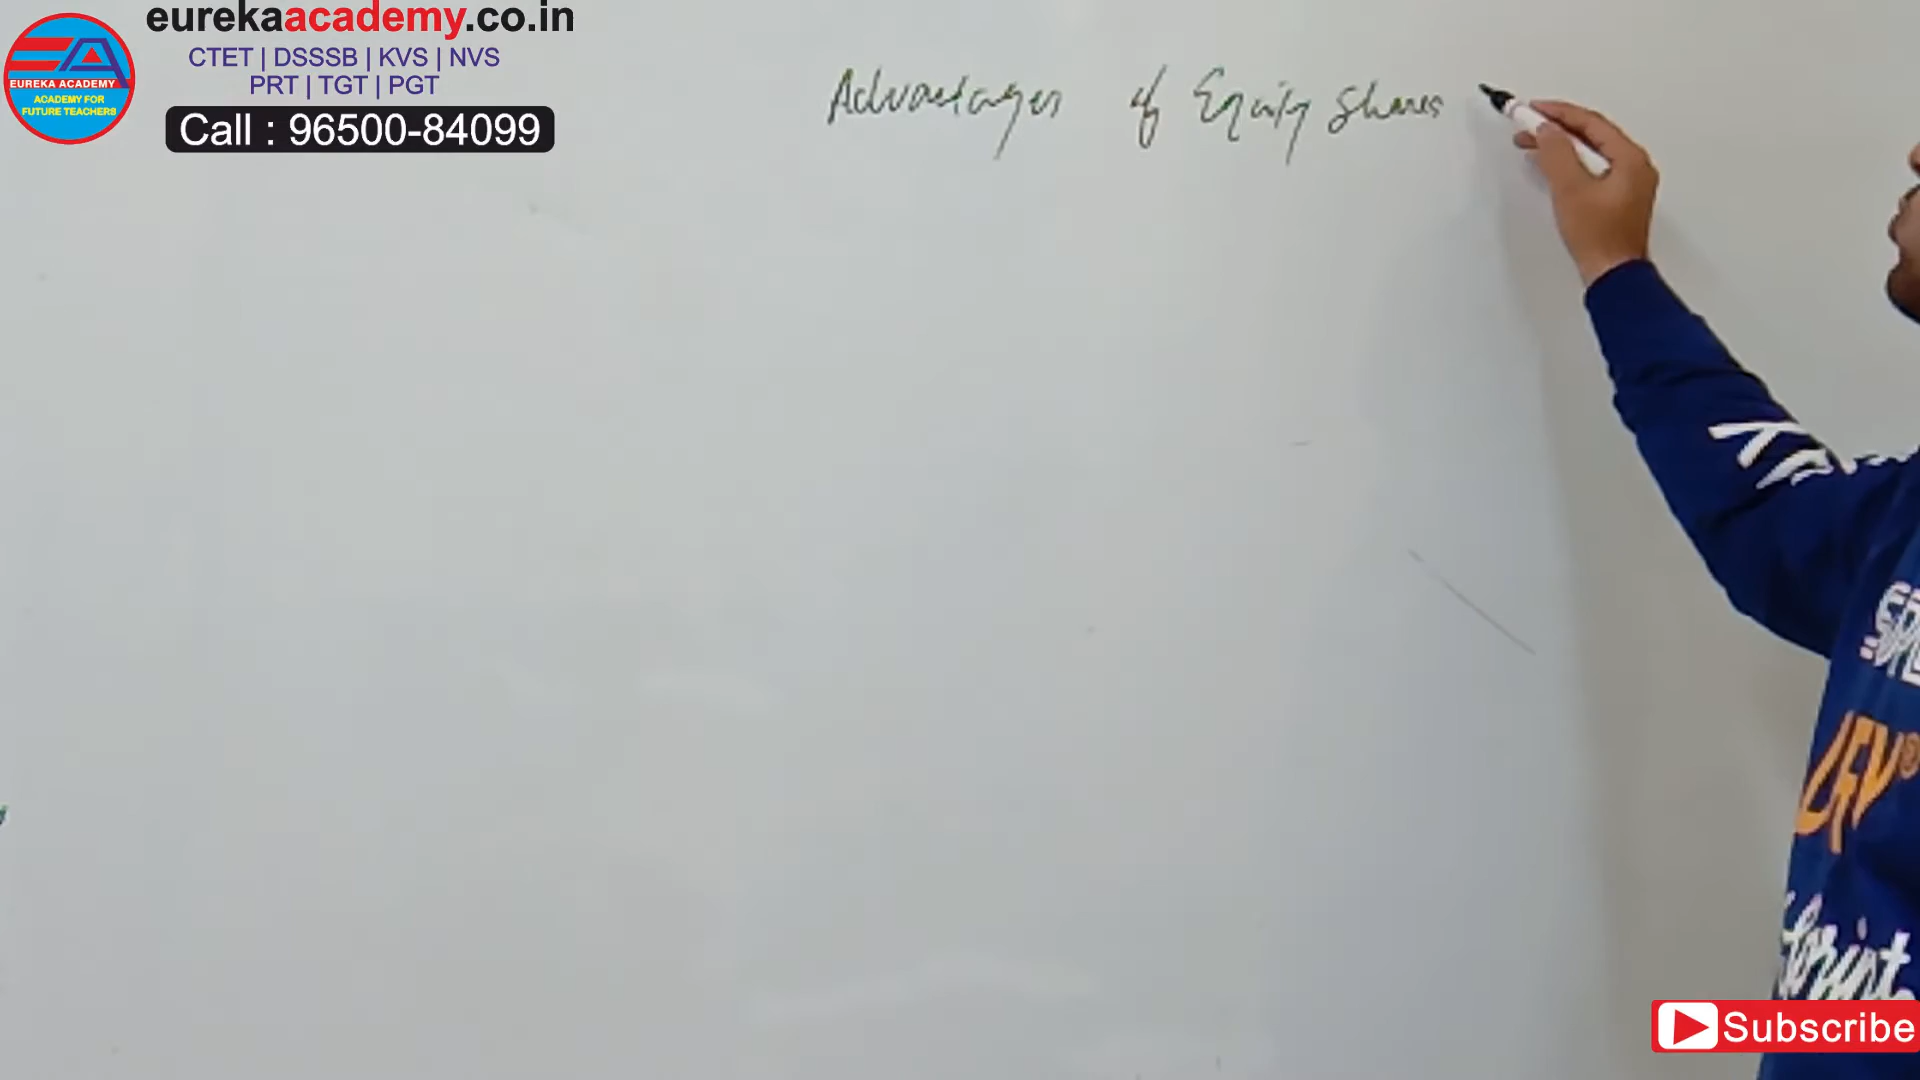 eurekaacademy.co.in
CTET | DSSSB | KVS | NVS
PRT | TGT | PGT
Call : 96500-84099
EUREKA ACADEMY
ACADEMY FOR
FUTURE TEACHERS
Advantages of Equity Shares
Script
Subscribe